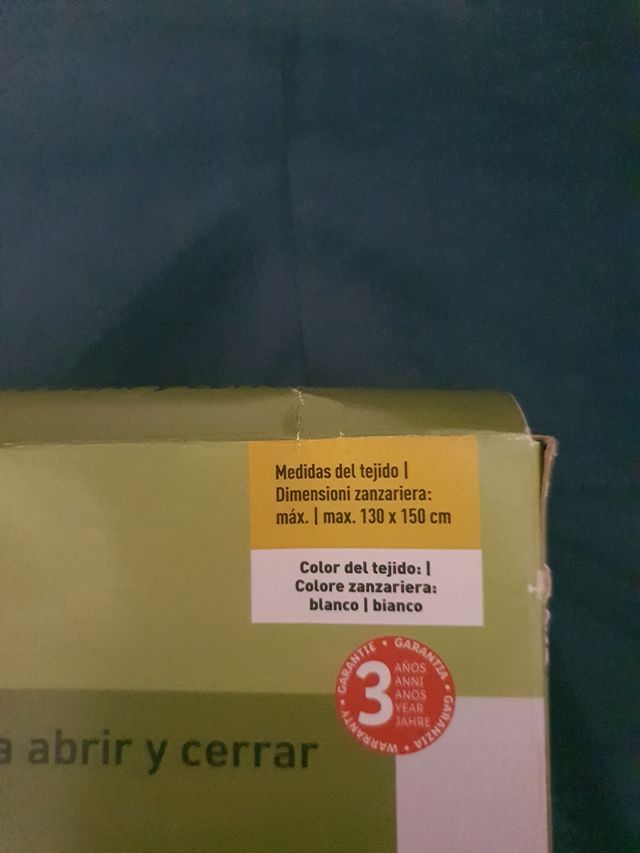 Medidas del tejido |
Dimensioni zanzariera:
máx. | max. 130 x 150 cm
Color del tejido: |
Colore zanzariera:
blanco | bianco
GARANTIE • GARANTÍA • GARANZIA • WARRANTY •
3
AÑOS
ANNI
ANOS
YEAR
JAHRE
a abrir y cerrar